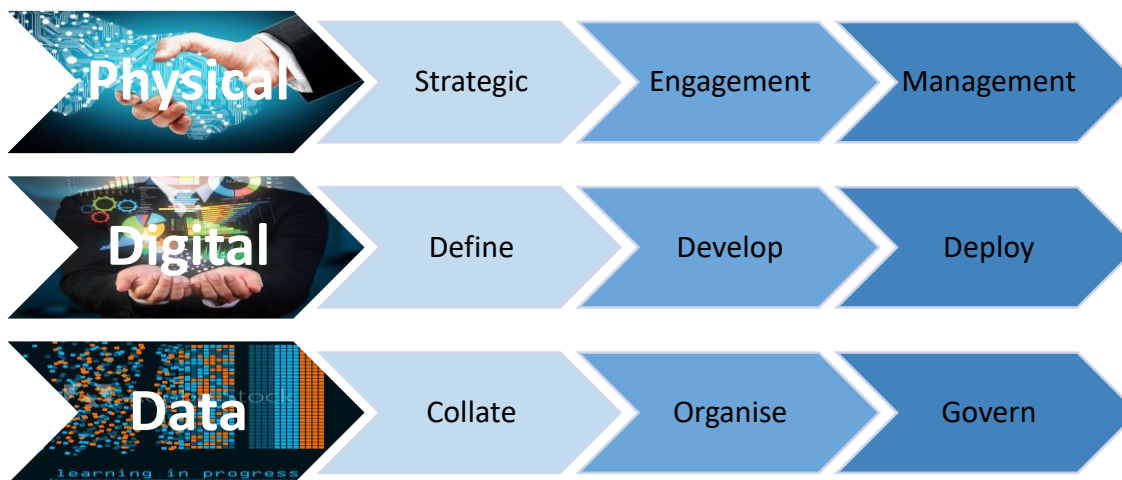 Physical
Strategic
Engagement
Management
Digital
Define
Develop
Deploy
Data
Collate
Organise
Govern
learning in progress